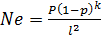 Ne = P(1−p)^k / l^2